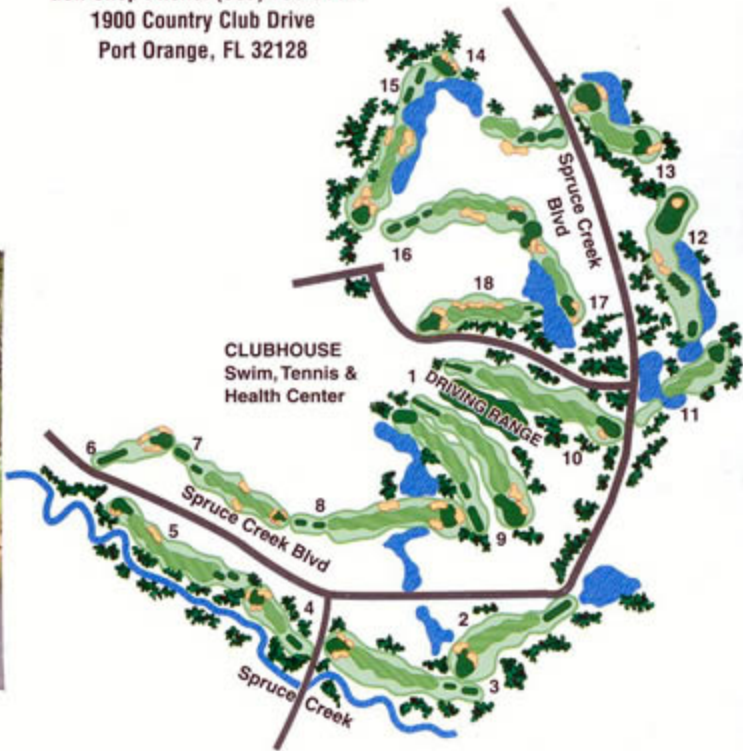 1900 Country Club Drive
Port Orange, FL 32128
14
15
13
Spruce Creek
Blvd
12
16
18
17
CLUBHOUSE
Swim, Tennis &
Health Center
1
DRIVING RANGE
11
10
6
7
8
9
Spruce Creek Blvd
5
4
2
3
Spruce Creek